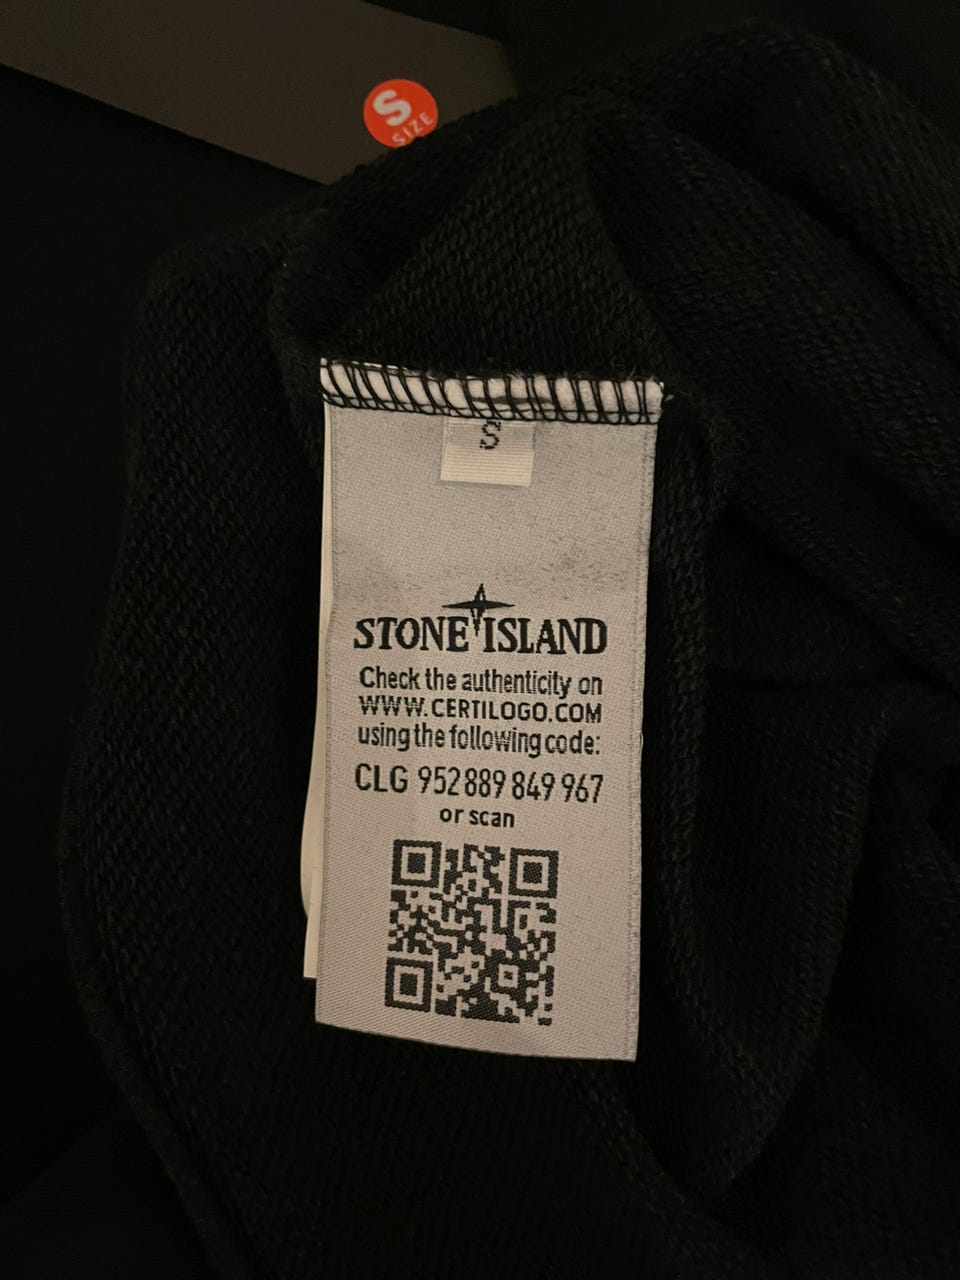 S
SIZE
S
STONE ISLAND
Check the authenticity on
WWW.CERTILOGO.COM
using the following code:
CLG 952 889 849 967
or scan